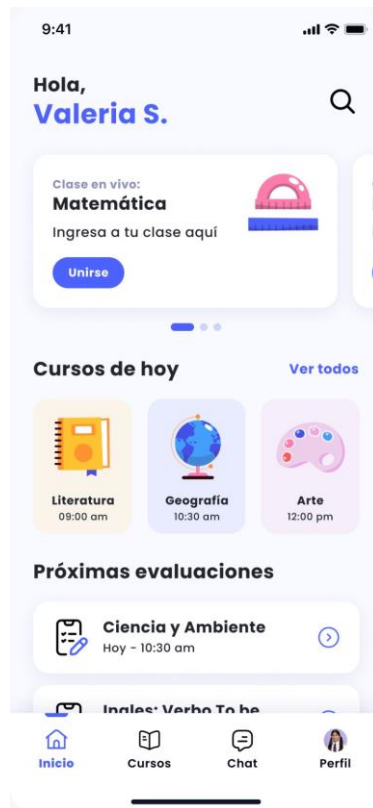 9:41
Hola,
Valeria S.
Clase en vivo:
Matemática
Ingresa a tu clase aquí
Unirse
Cursos de hoy
Ver todos
Literatura
09:00 am
Geografía
10:30 am
Arte
12:00 pm
Próximas evaluaciones
Ciencia y Ambiente
Hoy - 10:30 am
Ingles: Verbo To be
Inicio
Cursos
Chat
Perfil